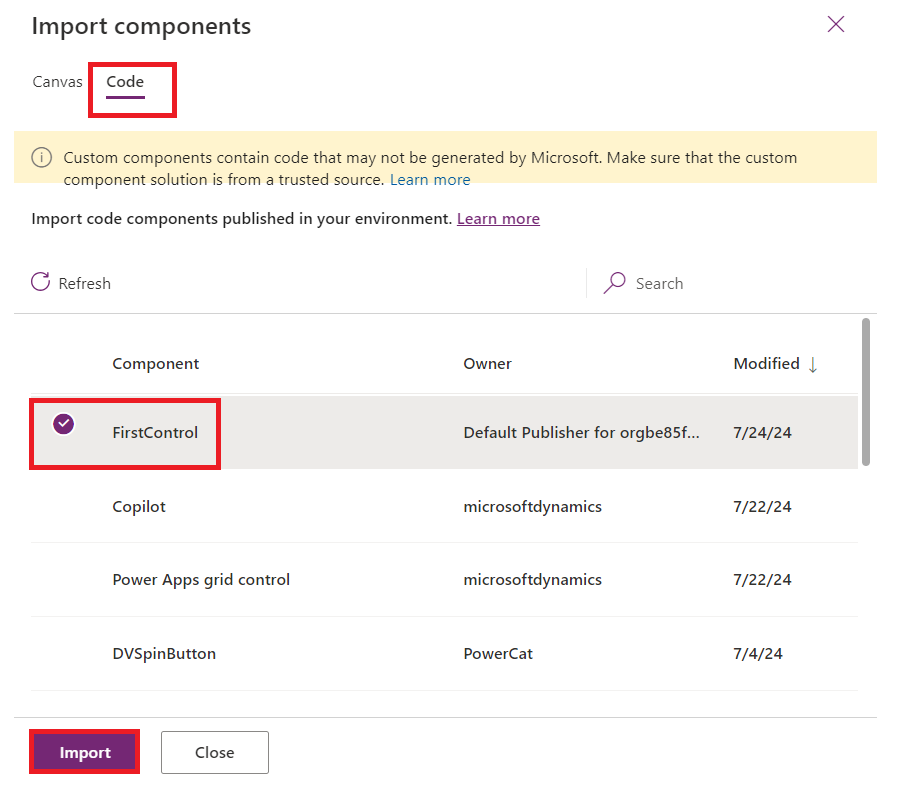 Import components
Canvas Code
Custom components contain code that may not be generated by Microsoft. Make sure that the custom
component solution is from a trusted source. Learn more
Import code components published in your environment. Learn more
Refresh Search
Component Owner Modified ↓
FirstControl Default Publisher for orgbe85f... 7/24/24
Copilot microsoftdynamics 7/22/24
Power Apps grid control microsoftdynamics 7/22/24
DVSpinButton PowerCat 7/4/24
Import Close